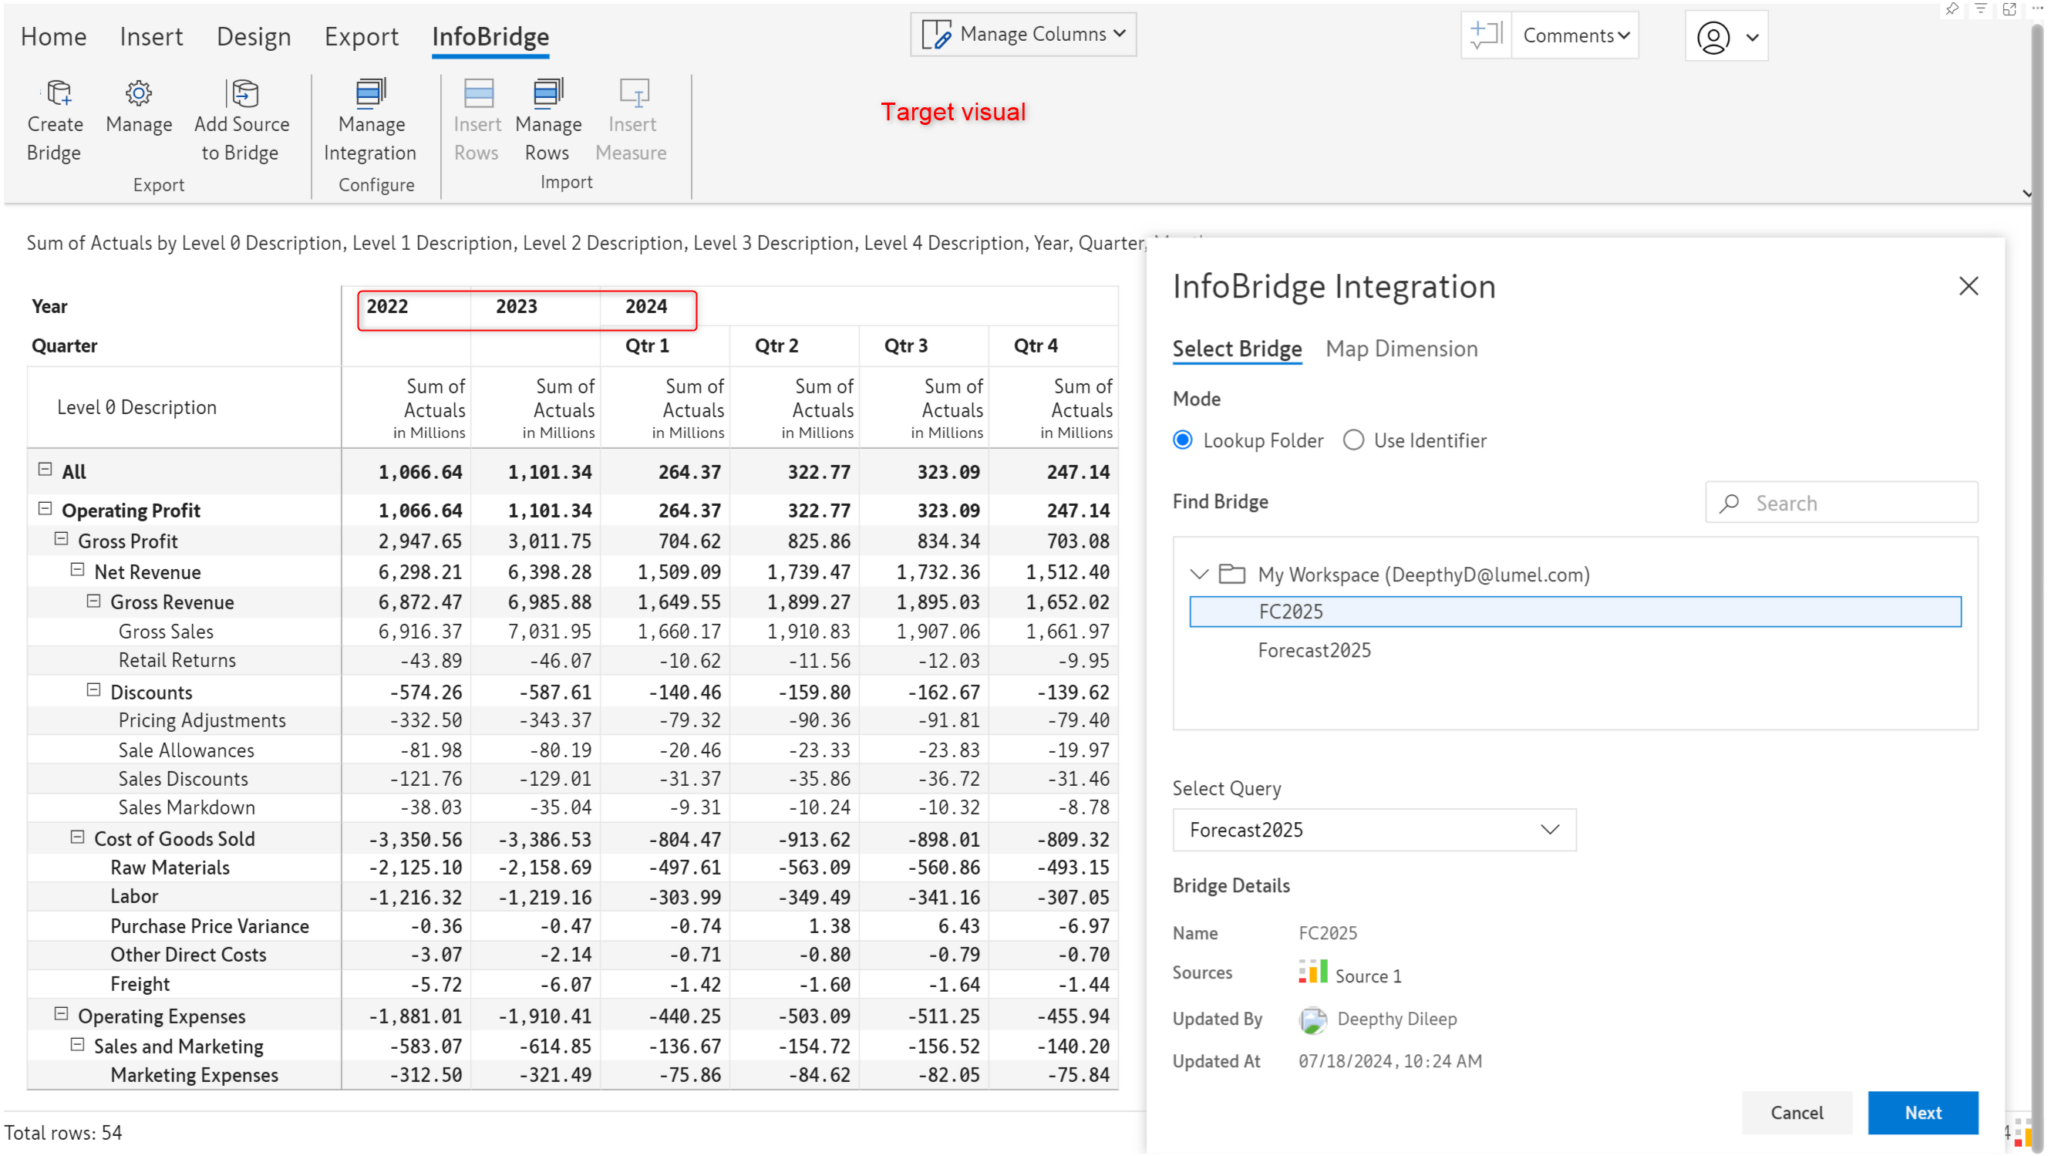 Home Insert Design Export InfoBridge
Manage Columns
Comments
Create Bridge
Manage
Add Source to Bridge
Export
Manage Integration
Configure
Insert Rows
Manage Rows
Insert Measure
Import
Target visual
Sum of Actuals by Level 0 Description, Level 1 Description, Level 2 Description, Level 3 Description, Level 4 Description, Year, Quarter,
Year 2022 2023 2024
Quarter Qtr 1 Qtr 2 Qtr 3 Qtr 4
Level 0 Description
Sum of Sum of Sum of Sum of Sum of Sum of
Actuals Actuals Actuals Actuals Actuals Actuals
in Millions in Millions in Millions in Millions in Millions in Millions
All 1,066.64 1,101.34 264.37 322.77 323.09 247.14
Operating Profit 1,066.64 1,101.34 264.37 322.77 323.09 247.14
Gross Profit 2,947.65 3,011.75 704.62 825.86 834.34 703.08
Net Revenue 6,298.21 6,398.28 1,509.09 1,739.47 1,732.36 1,512.40
Gross Revenue 6,872.47 6,985.88 1,649.55 1,899.27 1,895.03 1,652.02
Gross Sales 6,916.37 7,031.95 1,660.17 1,910.83 1,907.06 1,661.97
Retail Returns -43.89 -46.07 -10.62 -11.56 -12.03 -9.95
Discounts -574.26 -587.61 -140.46 -159.80 -162.67 -139.62
Pricing Adjustments -332.50 -343.37 -79.32 -90.36 -91.81 -79.40
Sale Allowances -81.98 -80.19 -20.46 -23.33 -23.83 -19.97
Sales Discounts -121.76 -129.01 -31.37 -35.86 -36.72 -31.46
Sales Markdown -38.03 -35.04 -9.31 -10.24 -10.32 -8.78
Cost of Goods Sold -3,350.56 -3,386.53 -804.47 -913.62 -898.01 -809.32
Raw Materials -2,125.10 -2,158.69 -497.61 -563.09 -560.86 -493.15
Labor -1,216.32 -1,219.16 -303.99 -349.49 -341.16 -307.05
Purchase Price Variance -0.36 -0.47 -0.74 1.38 6.43 -6.97
Other Direct Costs -3.07 -2.14 -0.71 -0.80 -0.79 -0.70
Freight -5.72 -6.07 -1.42 -1.60 -1.64 -1.44
Operating Expenses -1,881.01 -1,910.41 -440.25 -503.09 -511.25 -455.94
Sales and Marketing -583.07 -614.85 -136.67 -154.72 -156.52 -140.20
Marketing Expenses -312.50 -321.49 -75.86 -84.62 -82.05 -75.84
Total rows: 54
InfoBridge Integration
Select Bridge Map Dimension
Mode
Lookup Folder Use Identifier
Find Bridge Search
My Workspace (DeepthyD@lumel.com)
FC2025
Forecast2025
Select Query
Forecast2025
Bridge Details
Name FC2025
Sources Source 1
Updated By Deepthy Dileep
Updated At 07/18/2024, 10:24 AM
Cancel Next